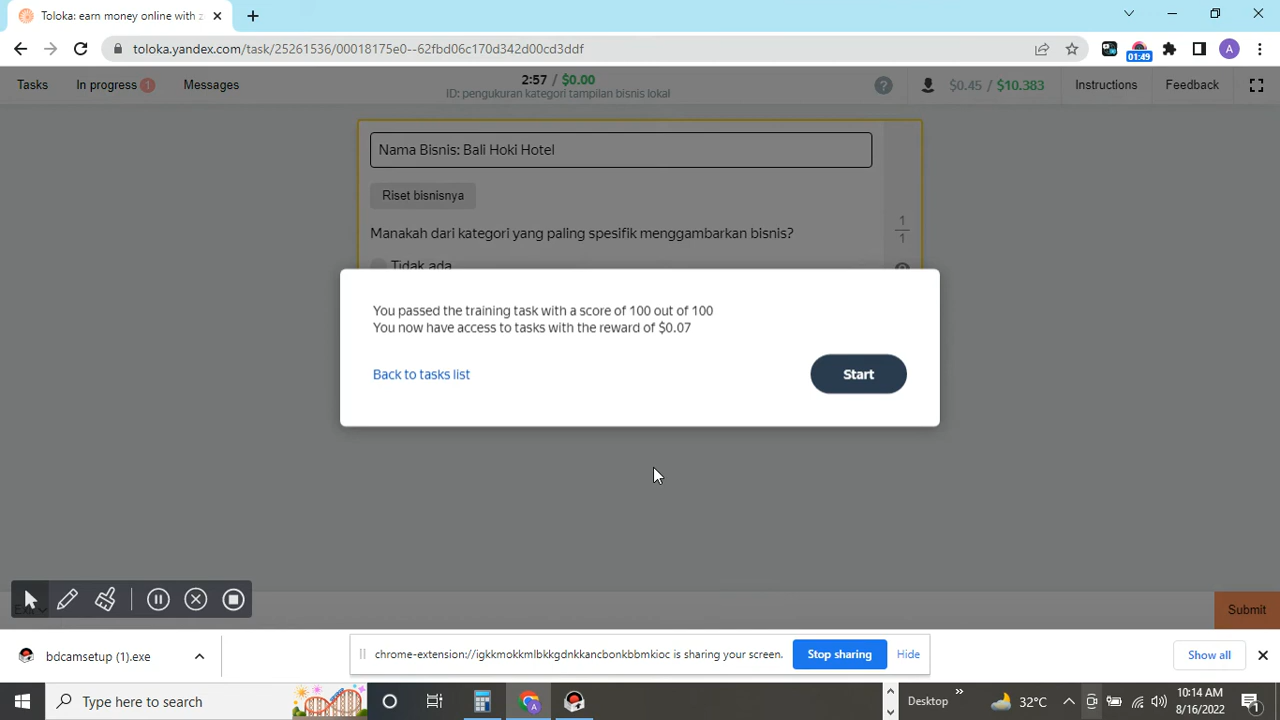 Toloka: earn money online with z
toloka.yandex.com/task/25261536/00018175e0--62fbd06c170d342d00cd3ddf
A
01:49
Tasks
In progress 1
Messages
2:57 / $0.00
ID: pengukuran kategori tampilan bisnis lokal
?
$0.45 / $10.383
Instructions
Feedback
Nama Bisnis: Bali Hoki Hotel
Riset bisnisnya
Manakah dari kategori yang paling spesifik menggambarkan bisnis?
1
1
Tidak ada
You passed the training task with a score of 100 out of 100
You now have access to tasks with the reward of $0.07
Back to tasks list
Start
Submit
bdcamsetup (1).exe
chrome-extension://igkkmokkmlbkkgdnkkancbonkbbmkioc is sharing your screen.
Stop sharing
Hide
Show all
Type here to search
Desktop
32°C
10:14 AM
8/16/2022
1